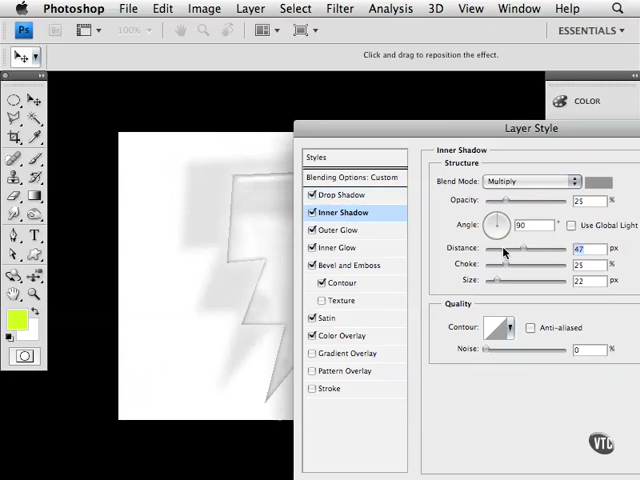 Photoshop File Edit Image Layer Select Filter Analysis 3D View Window Help
Ps Br 100% ESSENTIALS
Click and drag to reposition the effect.
COLOR
Layer Style
Styles
Blending Options: Custom
Drop Shadow
Inner Shadow
Outer Glow
Inner Glow
Bevel and Emboss
Contour
Texture
Satin
Color Overlay
Gradient Overlay
Pattern Overlay
Stroke
Inner Shadow
Structure
Blend Mode: Multiply
Opacity: 25 %
Angle: 90 ° Use Global Light
Distance: 47 px
Choke: 25 %
Size: 22 px
Quality
Contour: Anti-aliased
Noise: 0 %
VTC